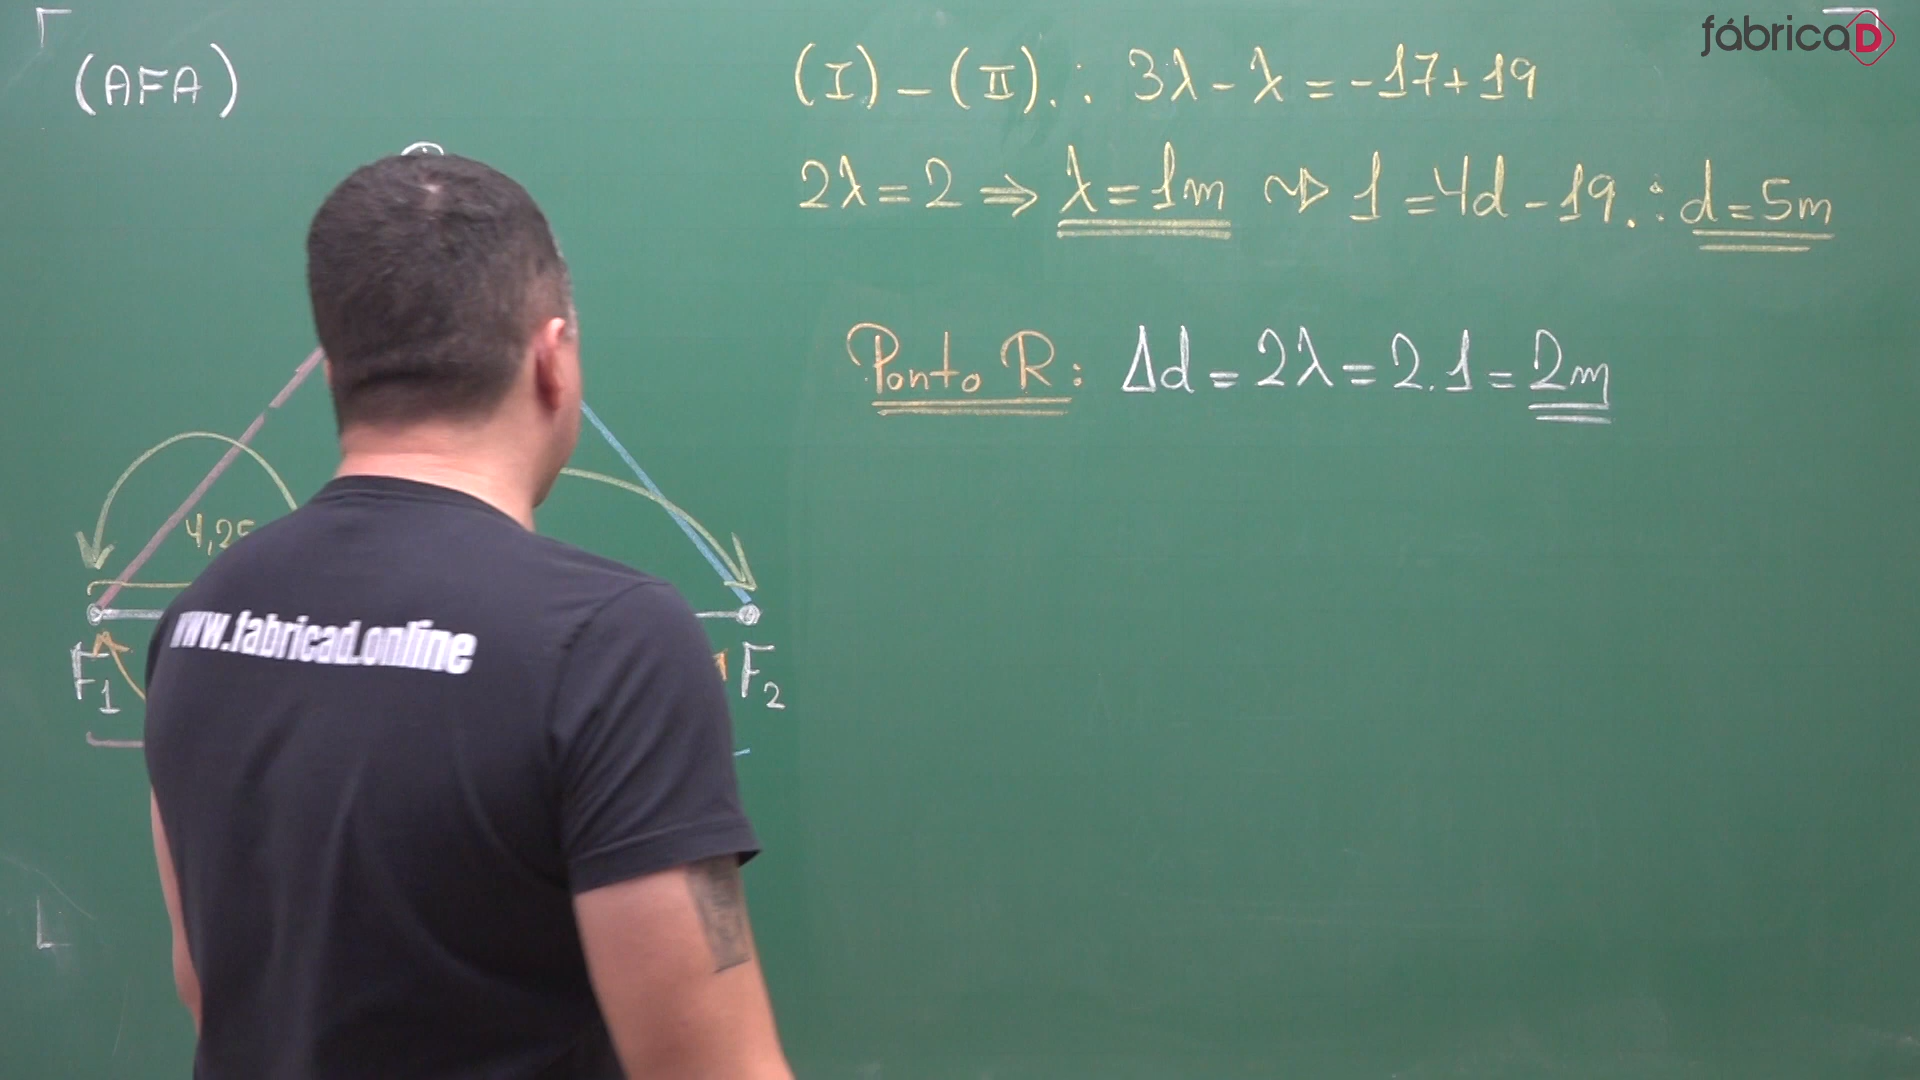 fábricaD
(AFA)
(I) - (II) ∴ 3λ - λ = -17 + 19
2λ = 2 ⇒ λ = 1m ⇝ 1 = 4d - 19 ∴ d = 5m
Ponto R: Δd = 2λ = 2.1 = 2m
4,25
www.fabricad.online
F₁
F₂